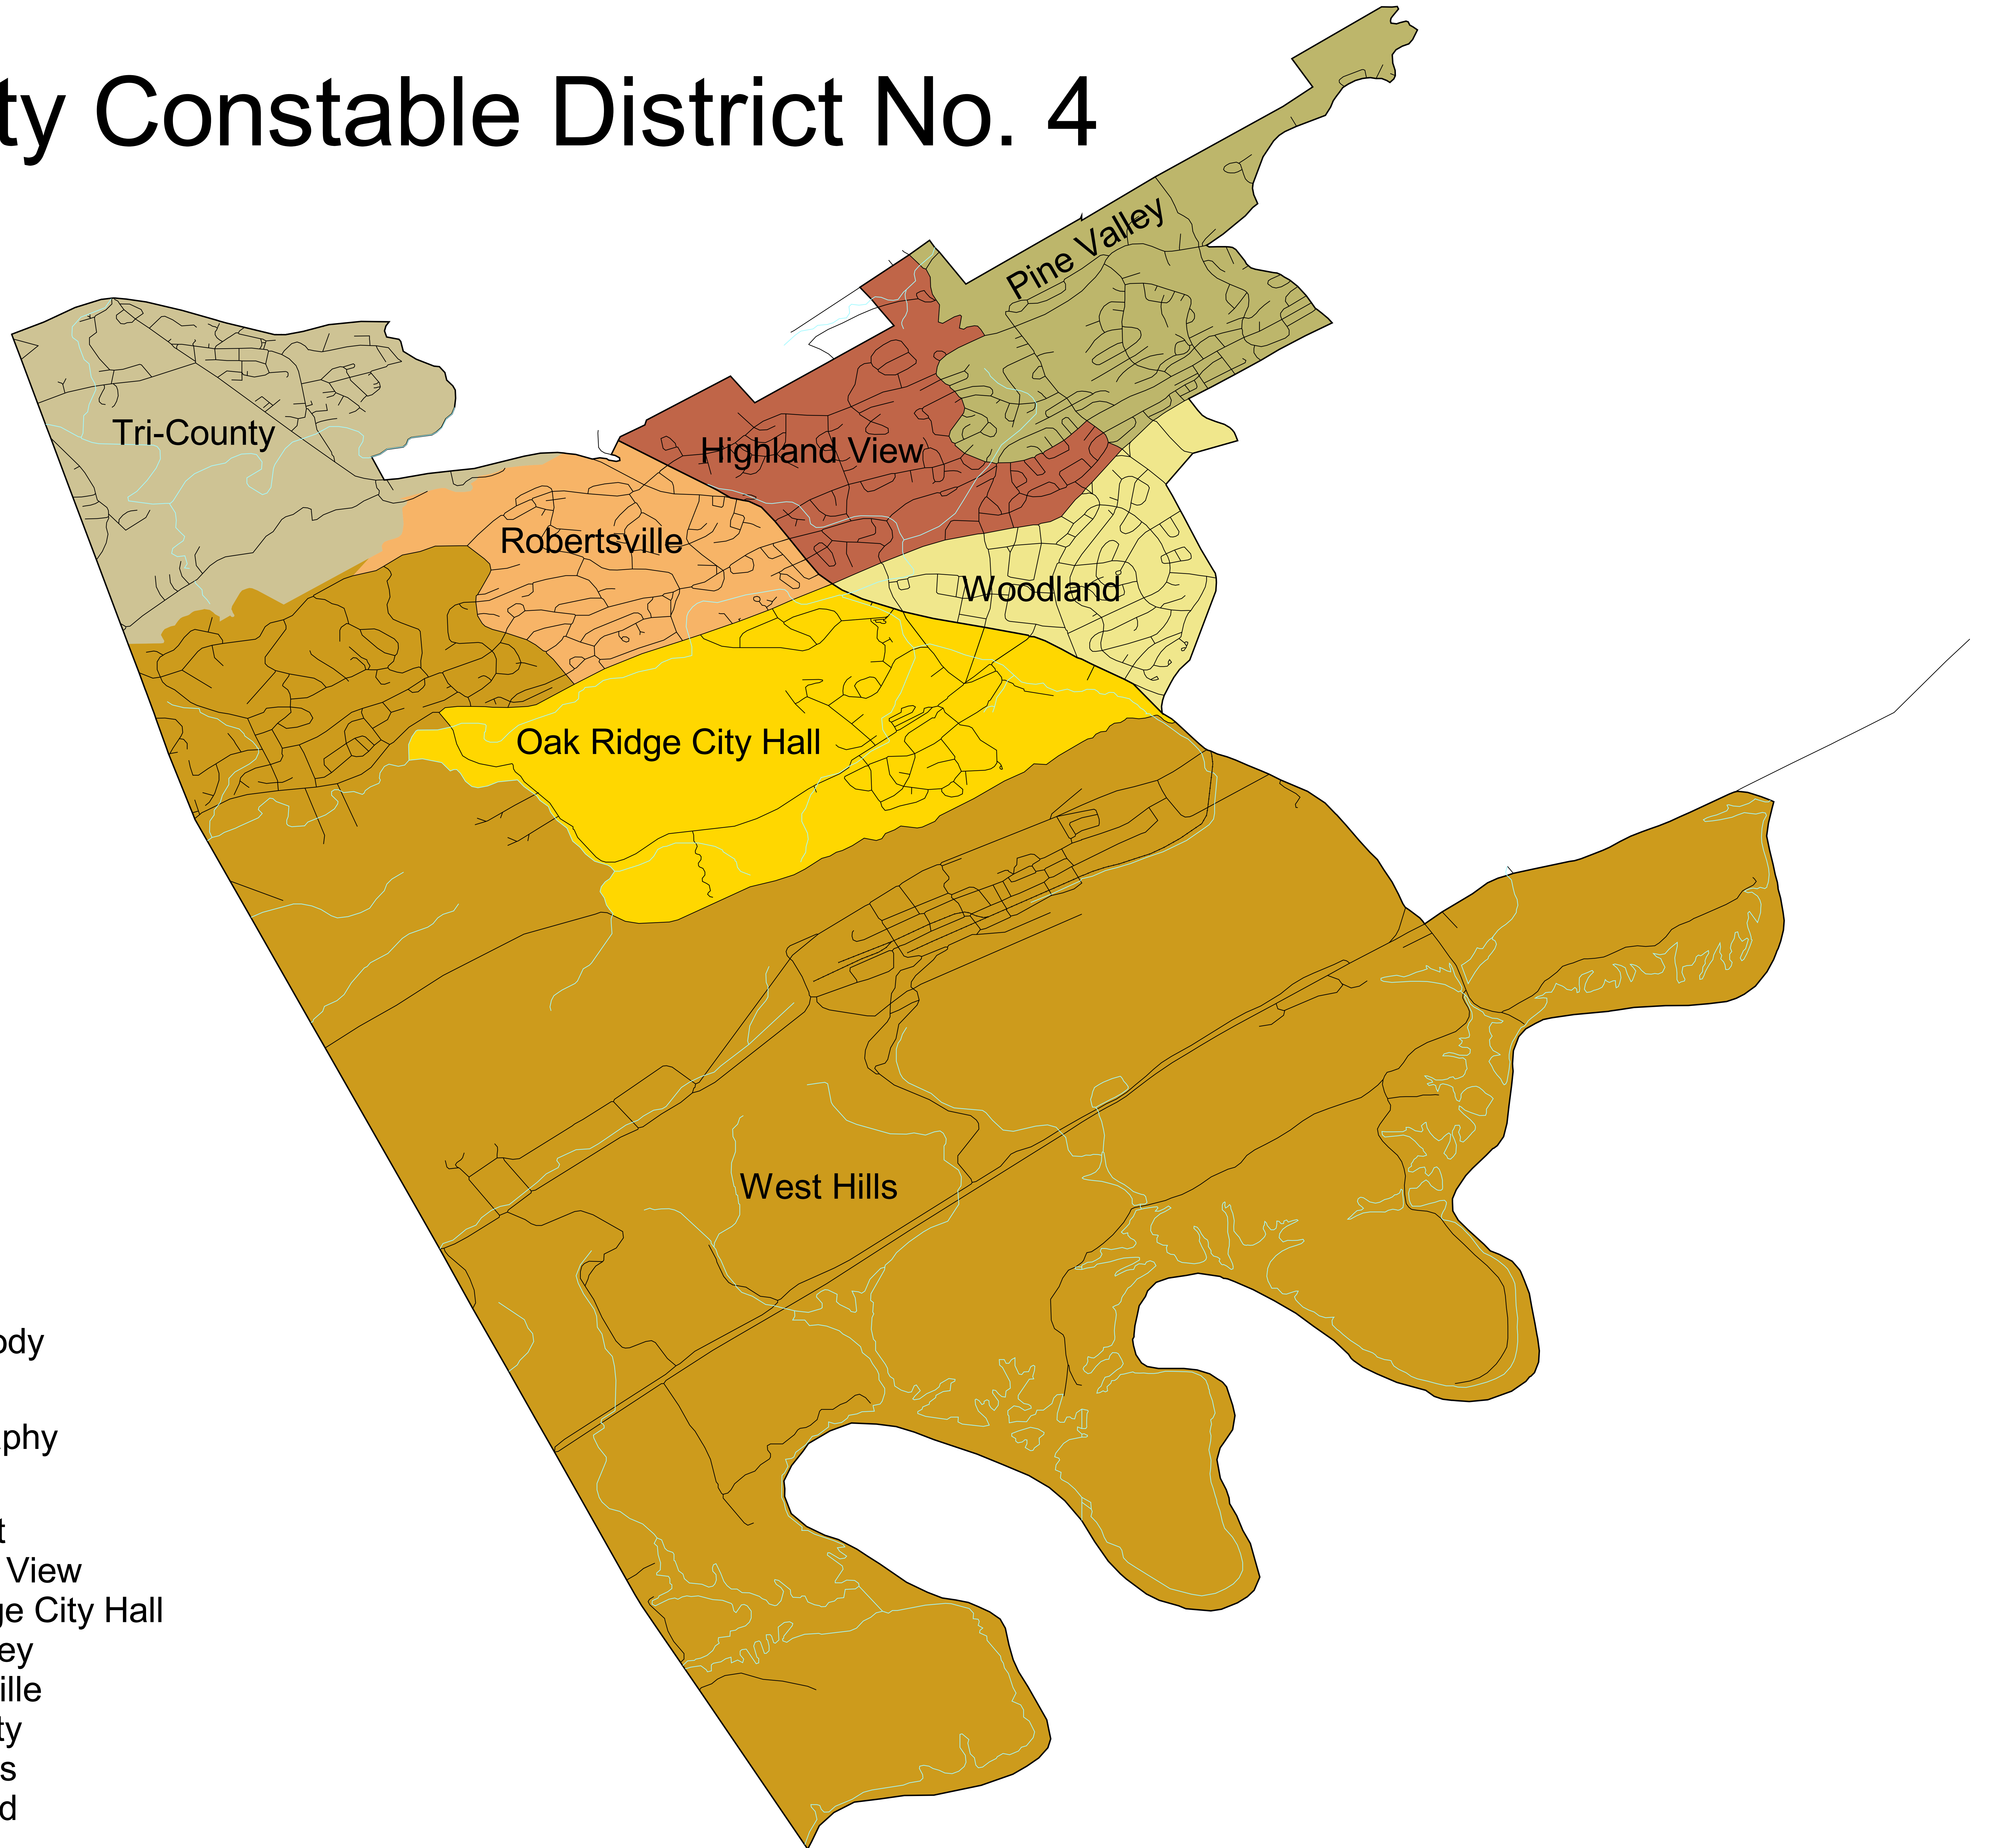 ty Constable District No. 4
Pine Valley
Tri-County
Highland View
Robertsville
Woodland
Oak Ridge City Hall
West Hills
ody
aphy
t
View
ge City Hall
ey
ille
ty
s
d